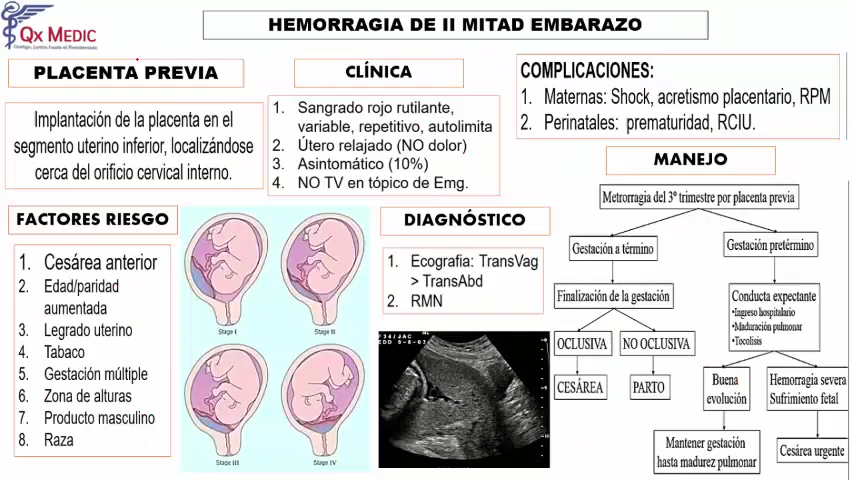 HEMORRAGIA DE II MITAD EMBARAZO
QX MEDIC
PLACENTA PREVIA
Implantación de la placenta en el
segmento uterino inferior, localizándose
cerca del orificio cervical interno.
CLÍNICA
1. Sangrado rojo rutilante,
variable, repetitivo, autolimita
2. Útero relajado (NO dolor)
3. Asintomático (10%)
4. NO TV en tópico de Emg.
COMPLICACIONES:
1. Maternas: Shock, acretismo placentario, RPM
2. Perinatales: prematuridad, RCIU.
FACTORES RIESGO
1. Cesárea anterior
2. Edad/paridad
aumentada
3. Legrado uterino
4. Tabaco
5. Gestación múltiple
6. Zona de alturas
7. Producto masculino
8. Raza
Stage I
Stage II
Stage III
Stage IV
DIAGNÓSTICO
1. Ecografia: TransVag
> TransAbd
2. RMN
MANEJO
Metrorragia del 3º trimestre por placenta previa
Gestación a término
Gestación pretérmino
Finalización de la gestación
Conducta expectante
•Ingreso hospitalario
•Maduración pulmonar
•Tocolisis
OCLUSIVA
NO OCLUSIVA
CESÁREA
PARTO
Buena
evolución
Hemorragia severa
Sufrimiento fetal
Mantener gestación
hasta madurez pulmonar
Cesárea urgente